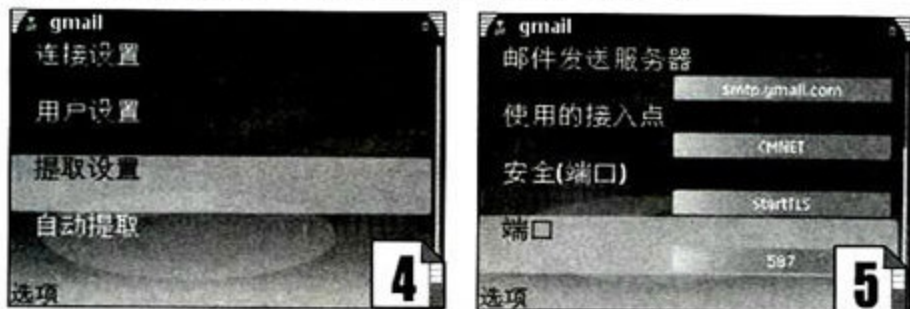 gmail
连接设置
用户设置
提取设置
自动提取
选项
4
gmail
邮件发送服务器
smtp.gmail.com
使用的接入点
CMNET
安全(端口)
StartTLS
端口
587
选项
5